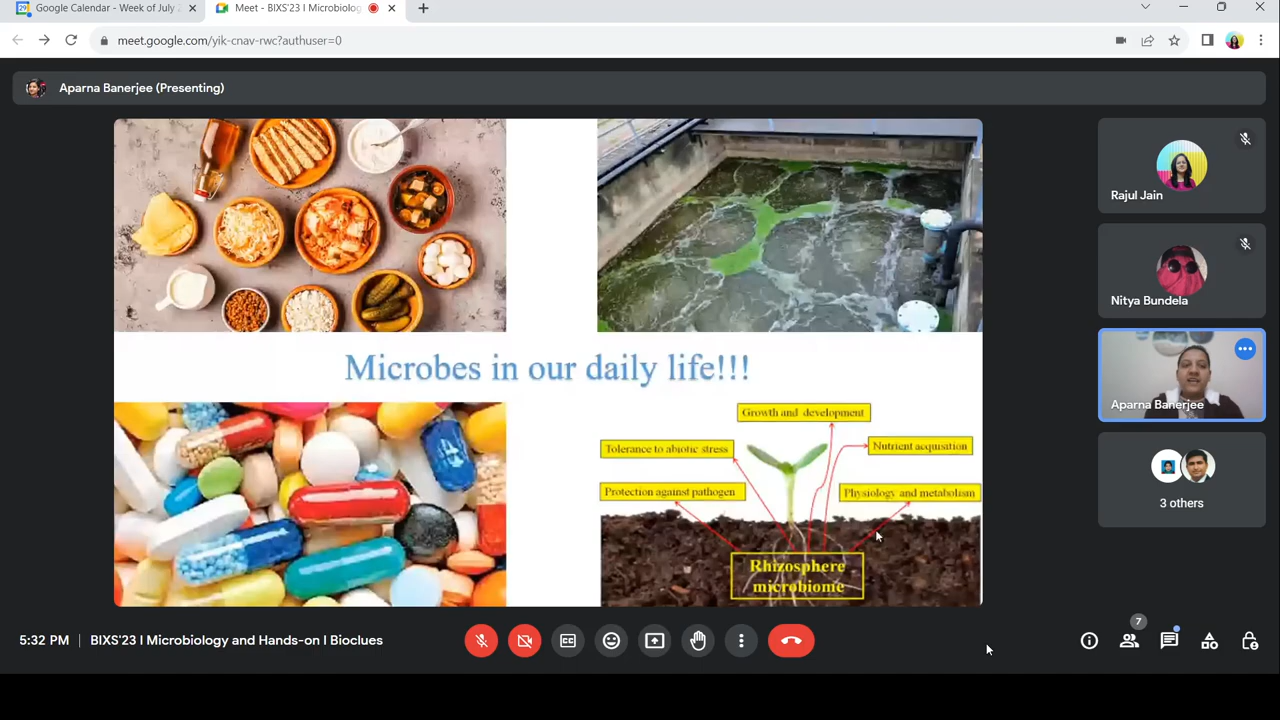 Google Calendar - Week of July 2
Meet - BIXS'23 I Microbiolog
meet.google.com/yik-cnav-rwc?authuser=0
Aparna Banerjee (Presenting)
Rajul Jain
Nitya Bundela
Aparna Banerjee
3 others
Microbes in our daily life!!!
Growth and development
Tolerance to abiotic stress
Nutrient acquisition
Protection against pathogen
Physiology and metabolism
Rhizosphere
microbiome
5:32 PM
BIXS'23 I Microbiology and Hands-on I Bioclues
7